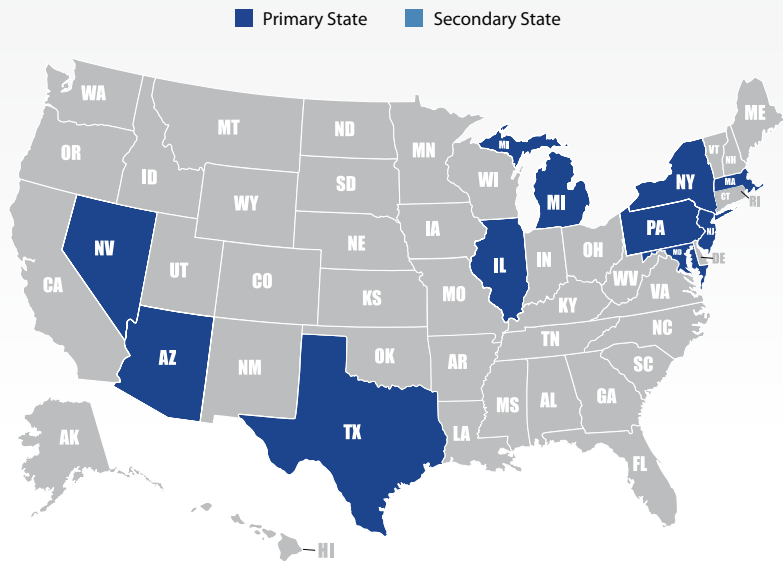 Primary State Secondary State
WA
MT
ND
MN
ME
VT
NH
OR
ID
SD
WI
MI
MI
NY
MA
CT
RI
WY
IA
PA
NJ
NV
NE
IL
IN
OH
MD
DE
UT
CO
WV
VA
CA
KS
MO
KY
AZ
NM
OK
AR
TN
NC
SC
TX
LA
MS
AL
GA
AK
FL
HI